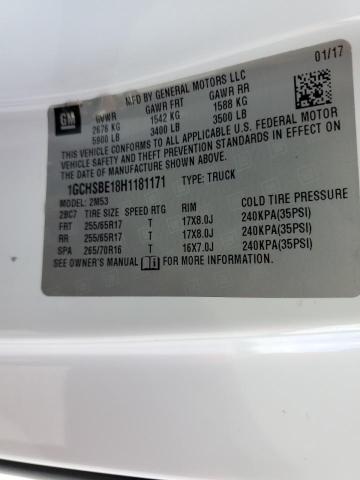 GM
MFD BY GENERAL MOTORS LLC
01/17
GVWR GAWR FRT GAWR RR
2676 KG 1542 KG 1588 KG
5900 LB 3400 LB 3500 LB
THIS VEHICLE CONFORMS TO ALL APPLICABLE U.S. FEDERAL MOTOR
VEHICLE SAFETY AND THEFT PREVENTION STANDARDS IN EFFECT ON
THE DATE OF MANUFACTURE SHOWN ABOVE.
1GCHSBE18H1181171 TYPE: TRUCK
MODEL: 2M53
2BC7 TIRE SIZE SPEED RTG RIM COLD TIRE PRESSURE
FRT 255/65R17 T 17X8.0J 240KPA(35PSI)
RR 255/65R17 T 17X8.0J 240KPA(35PSI)
SPA 265/70R16 T 16X7.0J 240KPA(35PSI)
SEE OWNER'S MANUAL FOR MORE INFORMATION